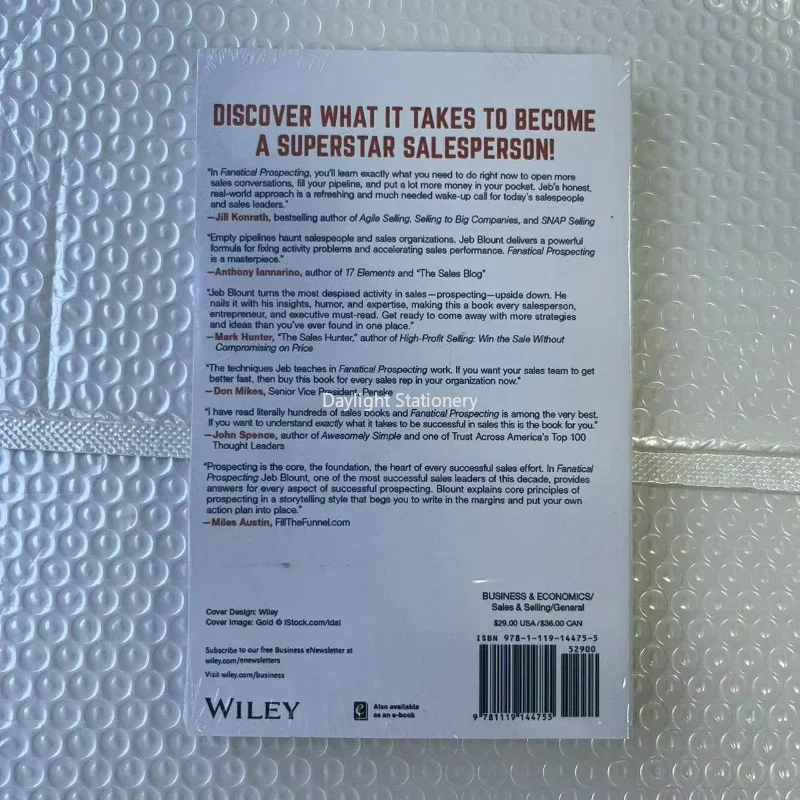 DISCOVER WHAT IT TAKES TO BECOME
A SUPERSTAR SALESPERSON!
"In Fanatical Prospecting, you'll learn exactly what you need to do right now to open more
sales conversations, fill your pipeline, and put a lot more money in your pocket. Jeb's honest,
real-world approach is a refreshing and much needed wake-up call for today's salespeople
and sales leaders."
—Jill Konrath, bestselling author of Agile Selling, Selling to Big Companies, and SNAP Selling
"Empty pipelines haunt salespeople and sales organizations. Jeb Blount delivers a powerful
formula for fixing activity problems and accelerating sales performance. Fanatical Prospecting
is a masterpiece."
—Anthony Iannarino, author of 17 Elements and "The Sales Blog"
"Jeb Blount turns the most despised activity in sales—prospecting—upside down. He
nails it with his insights, humor, and expertise, making this a book every salesperson,
entrepreneur, and executive must-read. Get ready to come away with more strategies
and ideas than you've ever found in one place."
—Mark Hunter, "The Sales Hunter," author of High-Profit Selling: Win the Sale Without
Compromising on Price
"The techniques Jeb teaches in Fanatical Prospecting work. If you want your sales team to get
better fast, then buy this book for every sales rep in your organization now."
—Don Mikes, Senior Vice President, Penske
Daylight Stationery
"I have read literally hundreds of sales books and Fanatical Prospecting is among the very best.
If you want to understand exactly what it takes to be successful in sales this is the book for you."
—John Spence, author of Awesomely Simple and one of Trust Across America's Top 100
Thought Leaders
"Prospecting is the core, the foundation, the heart of every successful sales effort. In Fanatical
Prospecting Jeb Blount, one of the most successful sales leaders of this decade, provides
answers for every aspect of successful prospecting. Blount explains core principles of
prospecting in a storytelling style that begs you to write in the margins and put your own
action plan into place."
—Miles Austin, FillTheFunnel.com
BUSINESS & ECONOMICS/
Sales & Selling/General
$29.00 USA/$36.00 CAN
Cover Design: Wiley
Cover Image: Gold © iStock.com/idal
Subscribe to our free Business eNewsletter at
wiley.com/enewsletters
Visit wiley.com/business
WILEY
e
Also available
as an e-book
ISBN 978-1-119-14475-5
52900
9 781119 144755